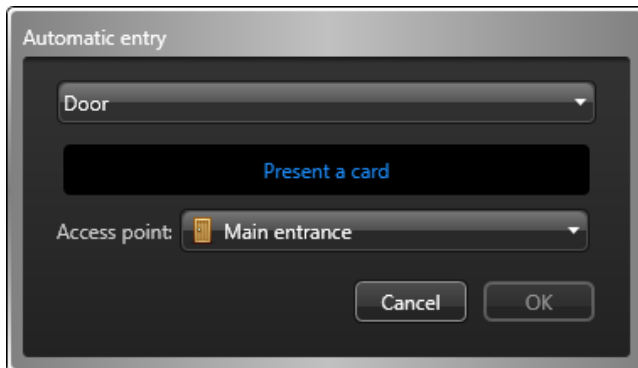 Automatic entry
Door
Present a card
Access point: Main entrance
Cancel OK